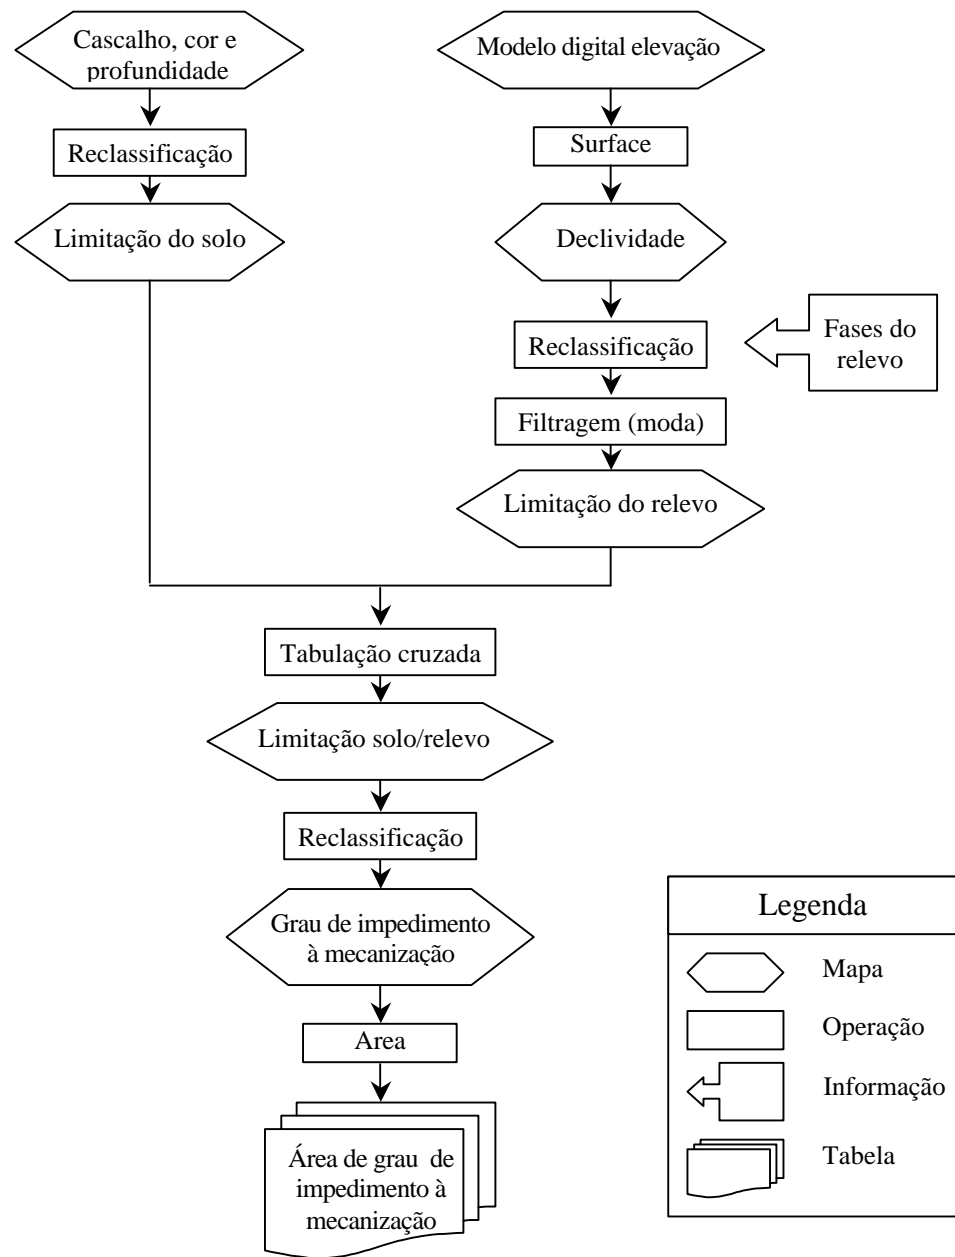 Cascalho, cor e
profundidade
Modelo digital elevação
Reclassificação
Surface
Limitação do solo
Declividade
Reclassificação
Fases do
relevo
Filtragem (moda)
Limitação do relevo
Tabulação cruzada
Limitação solo/relevo
Reclassificação
Grau de impedimento
à mecanização
Area
Área de grau de
impedimento à
mecanização
Legenda
Mapa
Operação
Informação
Tabela